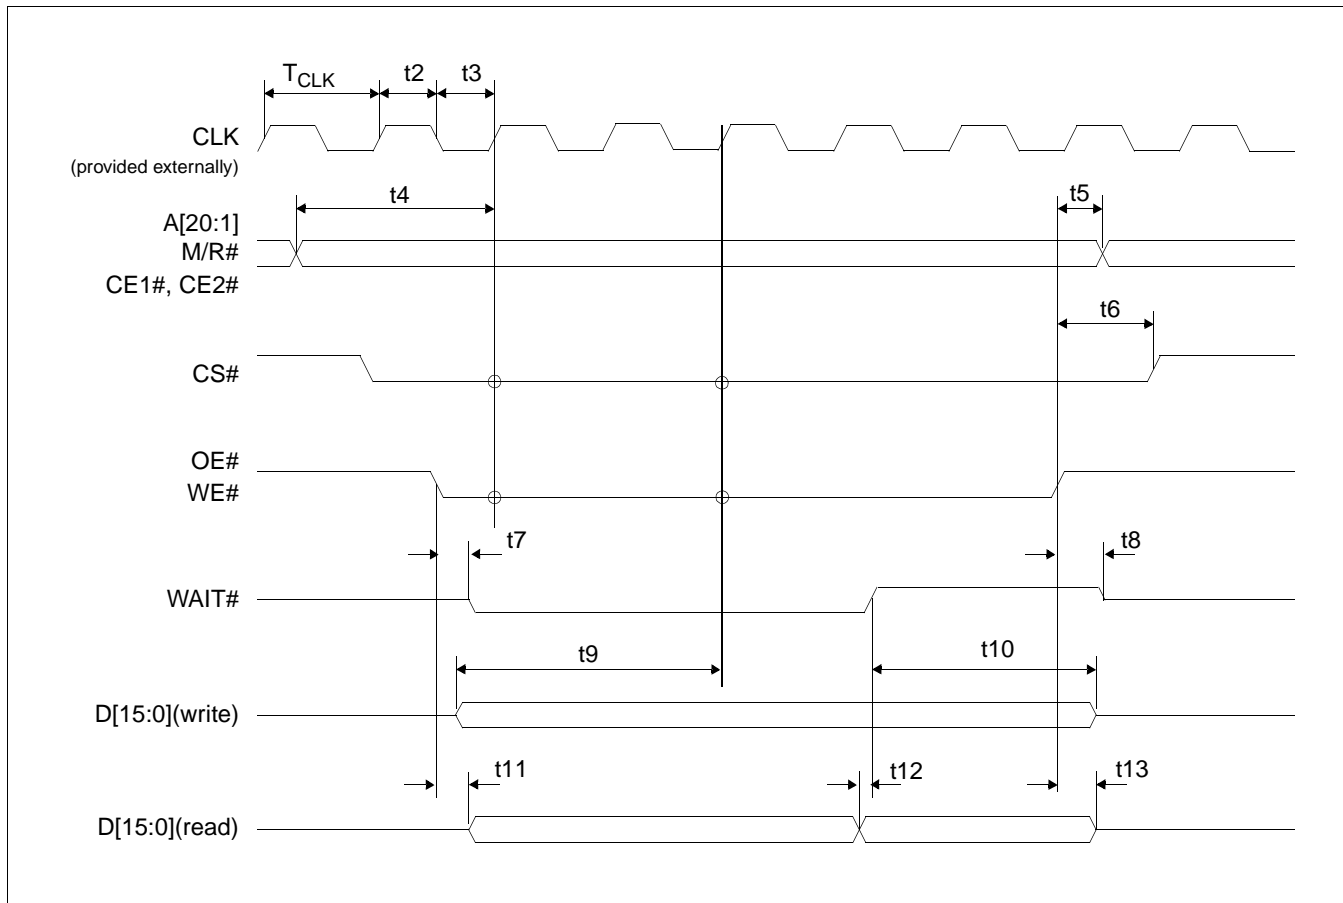 TCLK
t2
t3
CLK
(provided externally)
t4
t5
A[20:1]
M/R#
CE1#, CE2#
t6
CS#
OE#
WE#
t7
t8
WAIT#
t9
t10
D[15:0](write)
t11
t12
t13
D[15:0](read)